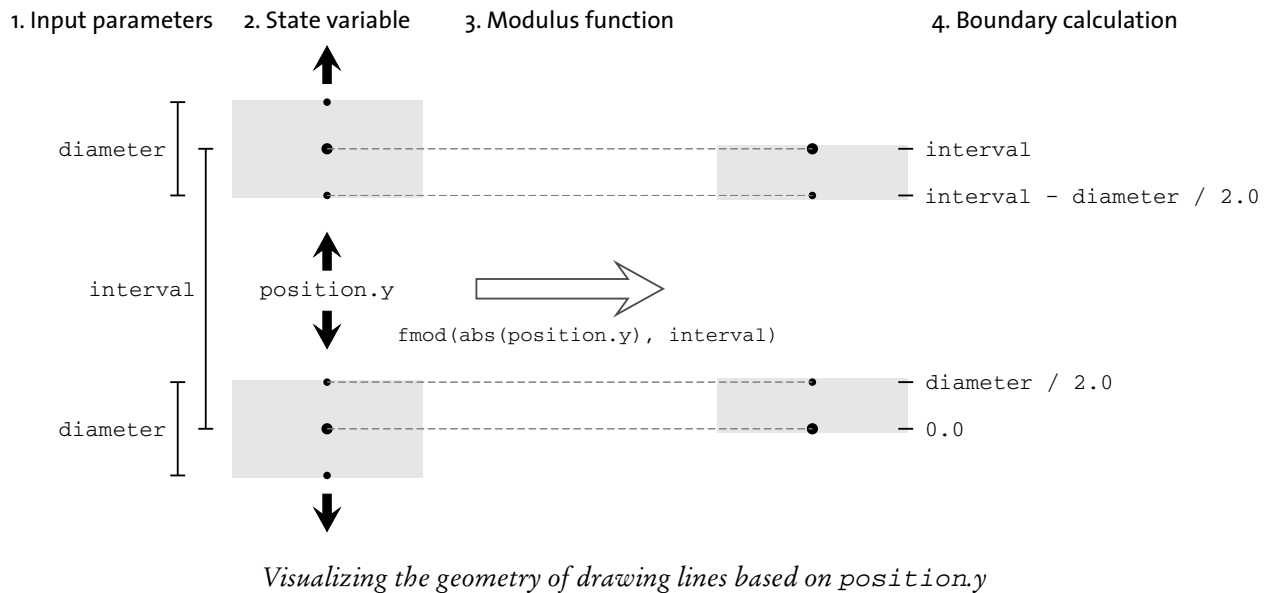 1. Input parameters 2. State variable 3. Modulus function 4. Boundary calculation
diameter
interval
interval - diameter / 2.0
interval
position.y
fmod(abs(position.y), interval)
diameter / 2.0
diameter
0.0
Visualizing the geometry of drawing lines based on position.y